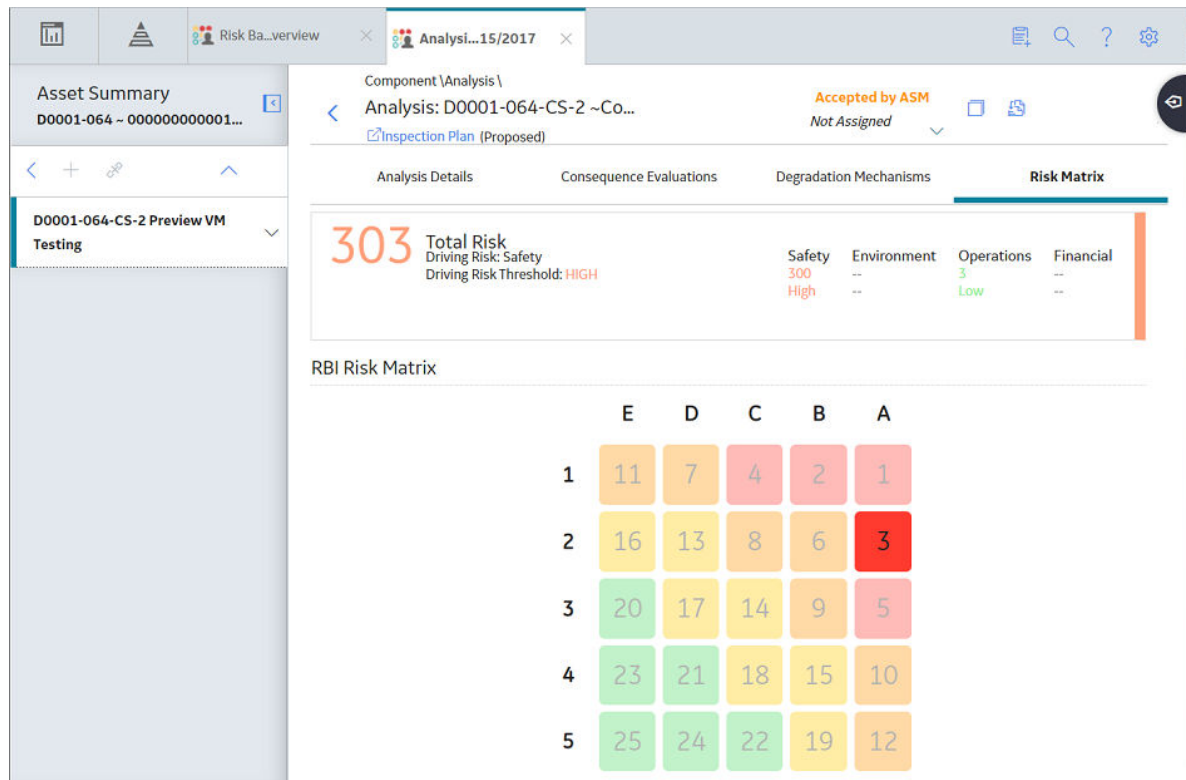 Risk Ba...verview
Analysi...15/2017
?
Asset Summary
D0001-064 ~ 000000000001...
D0001-064-CS-2 Preview VM
Testing
Component \Analysis \
Analysis: D0001-064-CS-2 ~Co...
Inspection Plan (Proposed)
Accepted by ASM
Not Assigned
Analysis Details Consequence Evaluations Degradation Mechanisms Risk Matrix
303 Total Risk
Driving Risk: Safety
Driving Risk Threshold: HIGH
Safety Environment Operations Financial
300 -- 3 --
High -- Low --
RBI Risk Matrix
E D C B A
1 11 7 4 2 1
2 16 13 8 6 3
3 20 17 14 9 5
4 23 21 18 15 10
5 25 24 22 19 12